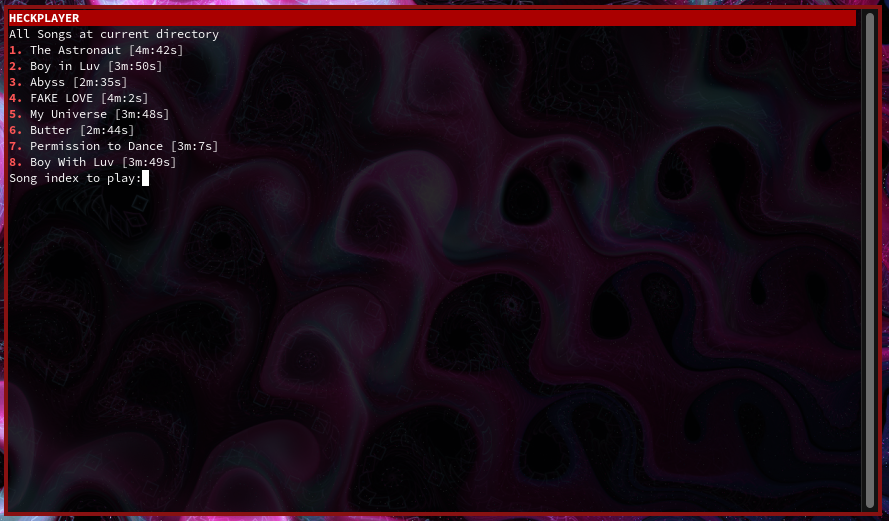 HECKPLAYER
All Songs at current directory
1. The Astronaut [4m:42s]
2. Boy in Luv [3m:50s]
3. Abyss [2m:35s]
4. FAKE LOVE [4m:2s]
5. My Universe [3m:48s]
6. Butter [2m:44s]
7. Permission to Dance [3m:7s]
8. Boy With Luv [3m:49s]
Song index to play: